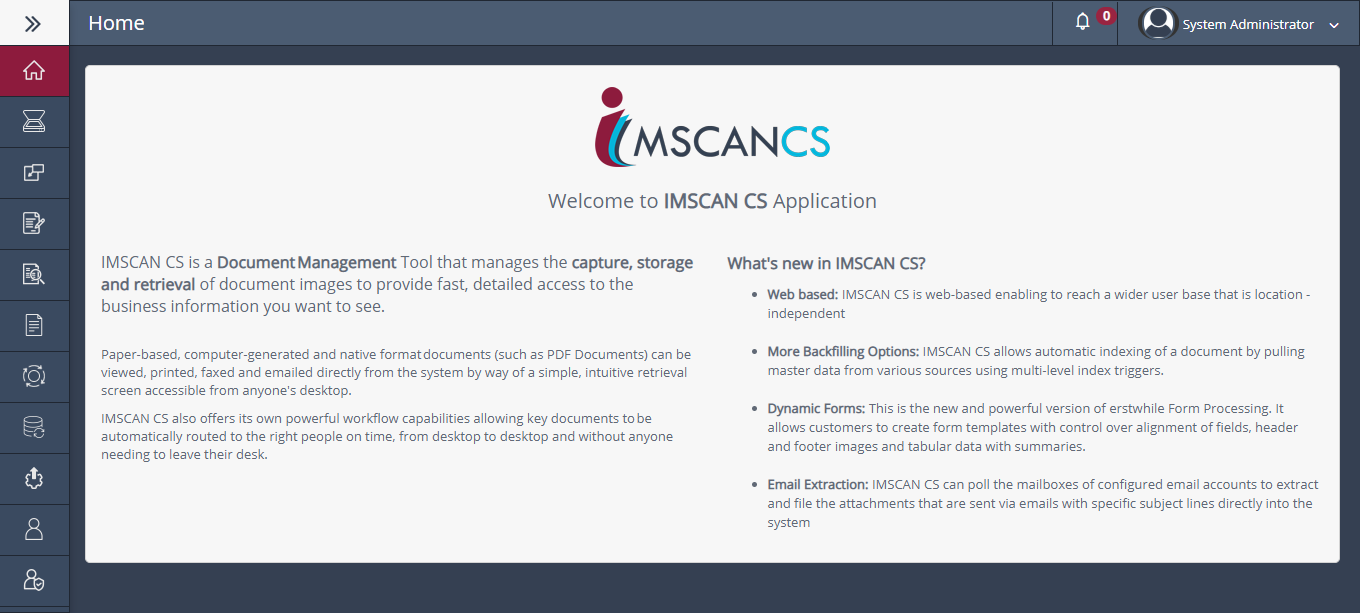 Home
0
System Administrator
iMSCANCS
Welcome to IMSCAN CS Application
IMSCAN CS is a Document Management Tool that manages the capture, storage
and retrieval of document images to provide fast, detailed access to the
business information you want to see.
Paper-based, computer-generated and native format documents (such as PDF Documents) can be
viewed, printed, faxed and emailed directly from the system by way of a simple, intuitive retrieval
screen accessible from anyone's desktop.
IMSCAN CS also offers its own powerful workflow capabilities allowing key documents to be
automatically routed to the right people on time, from desktop to desktop and without anyone
needing to leave their desk.
What's new in IMSCAN CS?
• Web based: IMSCAN CS is web-based enabling to reach a wider user base that is location -
independent
• More Backfilling Options: IMSCAN CS allows automatic indexing of a document by pulling
master data from various sources using multi-level index triggers.
• Dynamic Forms: This is the new and powerful version of erstwhile Form Processing. It
allows customers to create form templates with control over alignment of fields, header
and footer images and tabular data with summaries.
• Email Extraction: IMSCAN CS can poll the mailboxes of configured email accounts to extract
and file the attachments that are sent via emails with specific subject lines directly into the
system